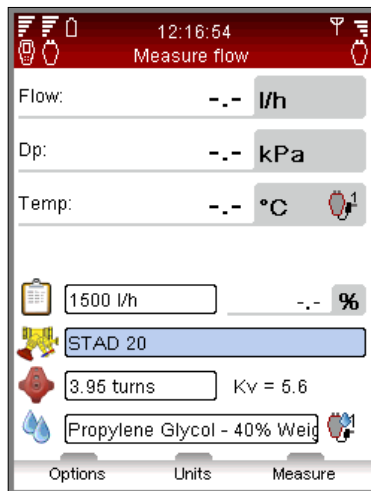 12:16:54
Measure flow
Flow: -.- l/h
Dp: -.- kPa
Temp: -.- °C 1
1500 l/h -.- %
STAD 20
3.95 turns Kv = 5.6
Propylene Glycol - 40% Weig
Options Units Measure